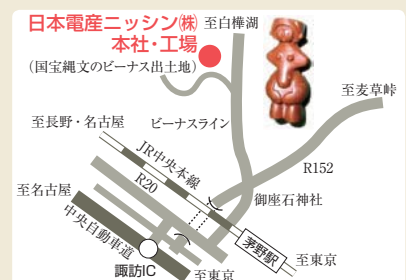 日本電産ニッシン㈱
本社・工場
(国宝縄文のビーナス出土地)
至白樺湖
至麦草峠
至長野・名古屋
ビーナスライン
JR中央本線
R152
至名古屋
R20
御座石神社
中央自動車道
茅野駅
至東京
諏訪IC
至東京